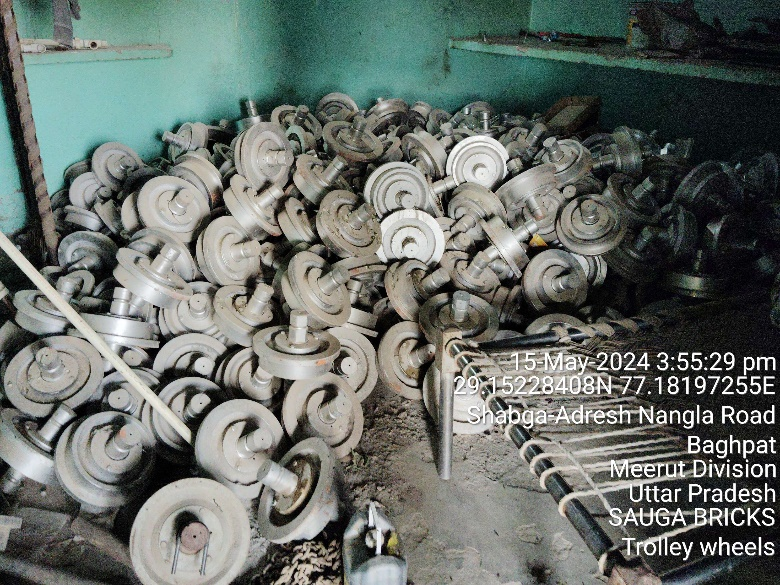 15-May-2024 3:55:29 pm
29.15228408N 77.18197255E
Shabga-Adresh Nangla Road
Baghpat
Meerut Division
Uttar Pradesh
SAUGA BRICKS
Trolley wheels